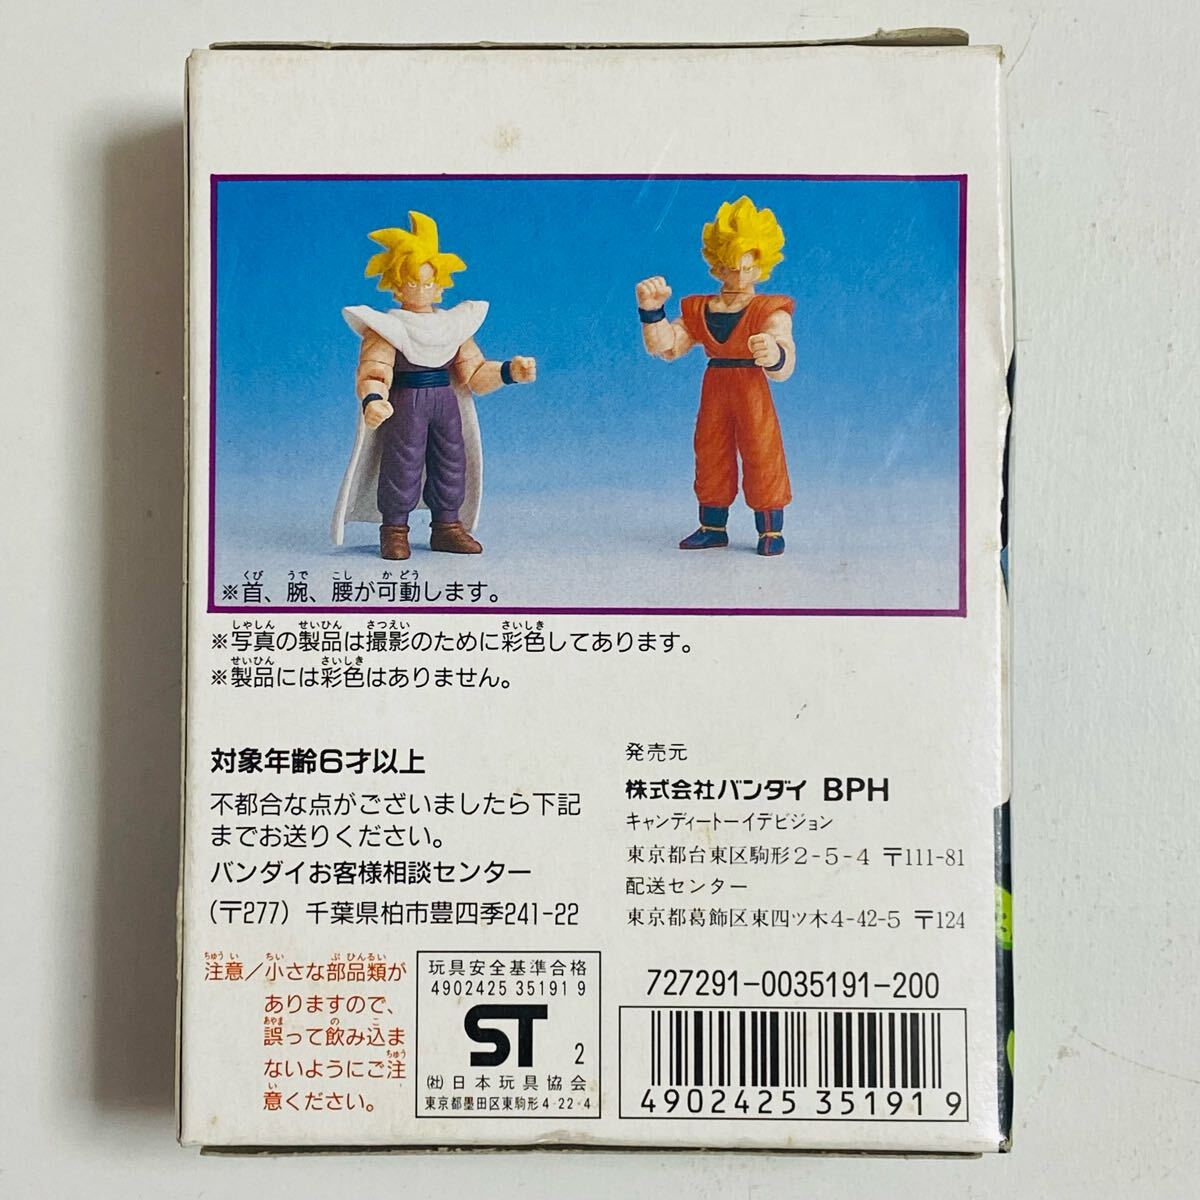 ※首、腕、腰が可動します。
※写真の製品は撮影のために彩色してあります。
※製品には彩色はありません。
対象年齢6才以上
不都合な点がございましたら下記
までお送りください。
バンダイお客様相談センター
(〒277) 千葉県柏市豊四季241-22
発売元
株式会社バンダイ BPH
キャンディートーイデビジョン
東京都台東区駒形2-5-4 〒111-81
配送センター
東京都葛飾区東四ツ木4-42-5 〒124
注意／小さな部品類が
ありますので、
誤って飲み込ま
ないようにご注
意ください。
玩具安全基準合格
4902425 35191 9
ST 2
(社)日本玩具協会
東京都墨田区東駒形4-22-4
727291-0035191-200
4902425 35191 9